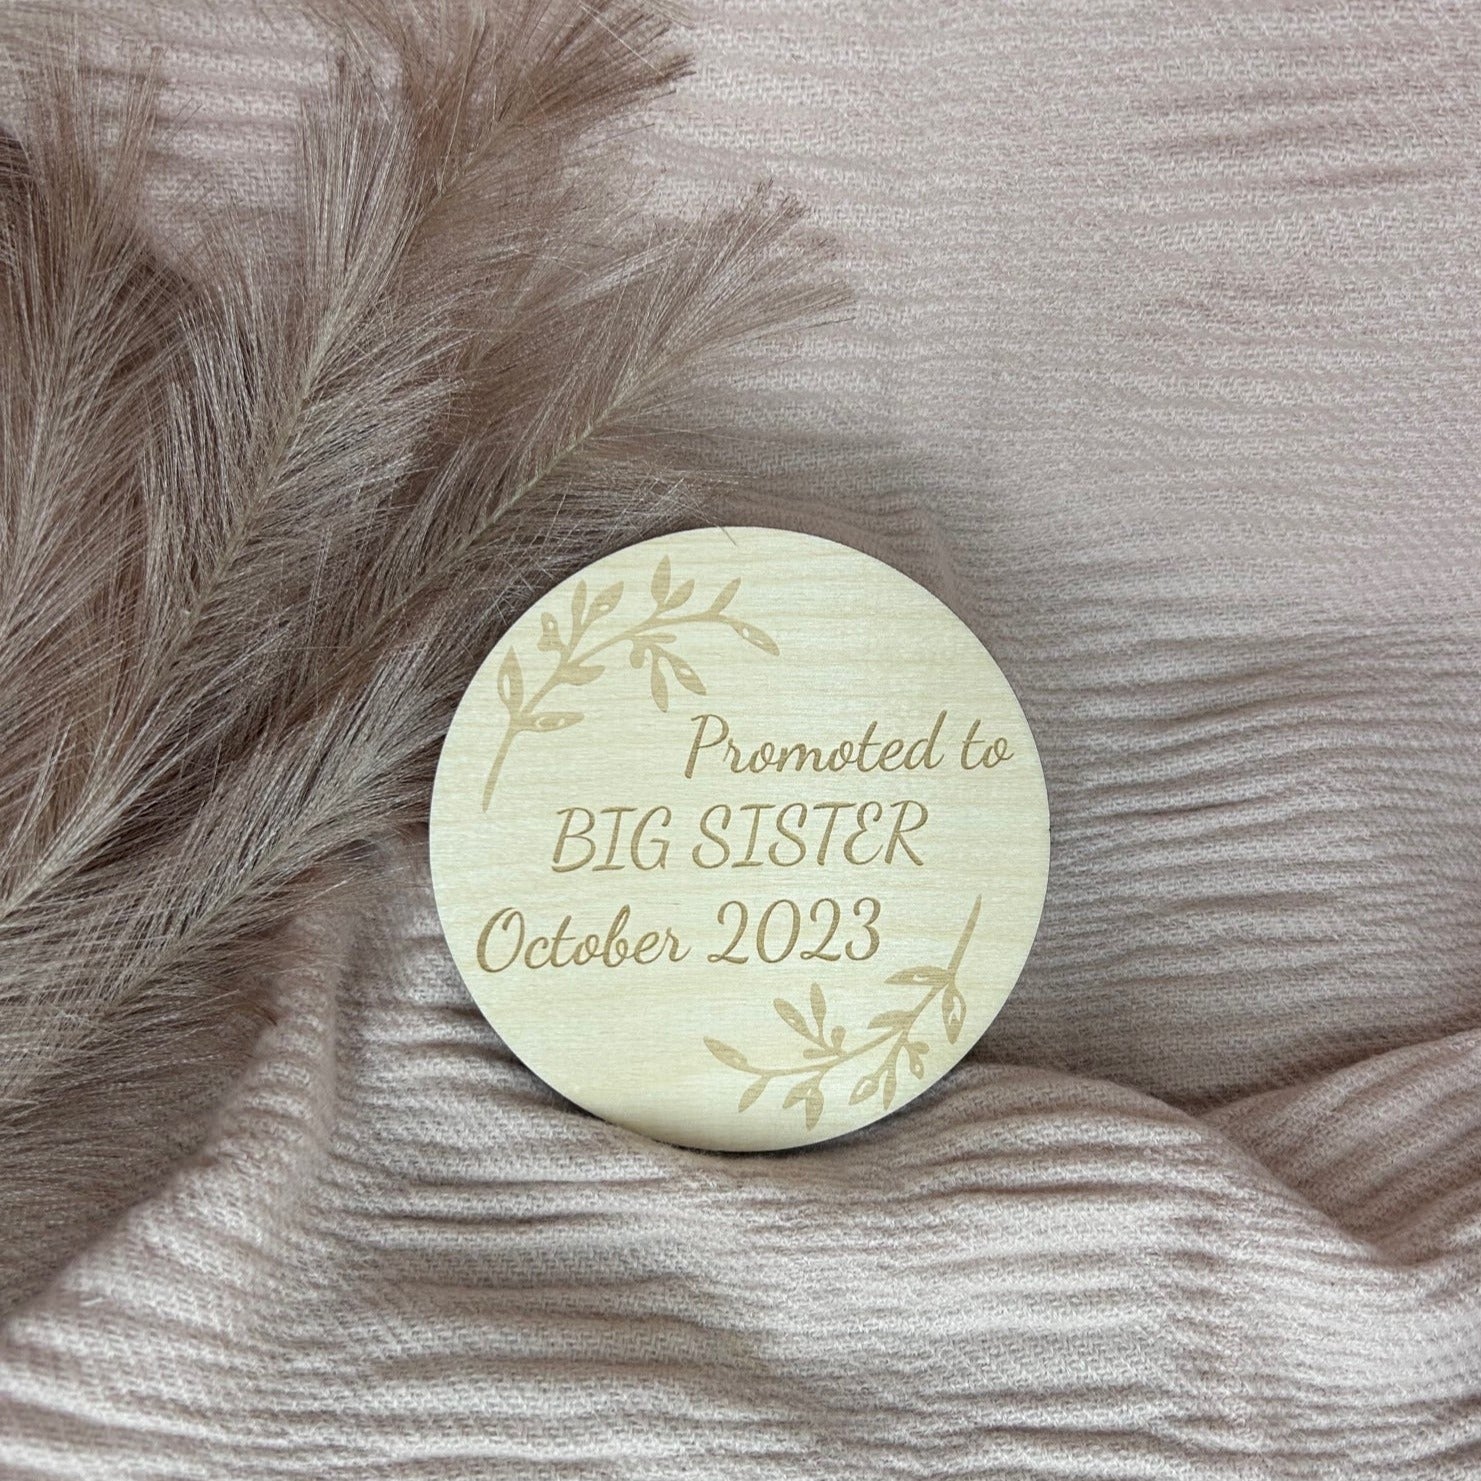 Promoted to
BIG SISTER
October 2023